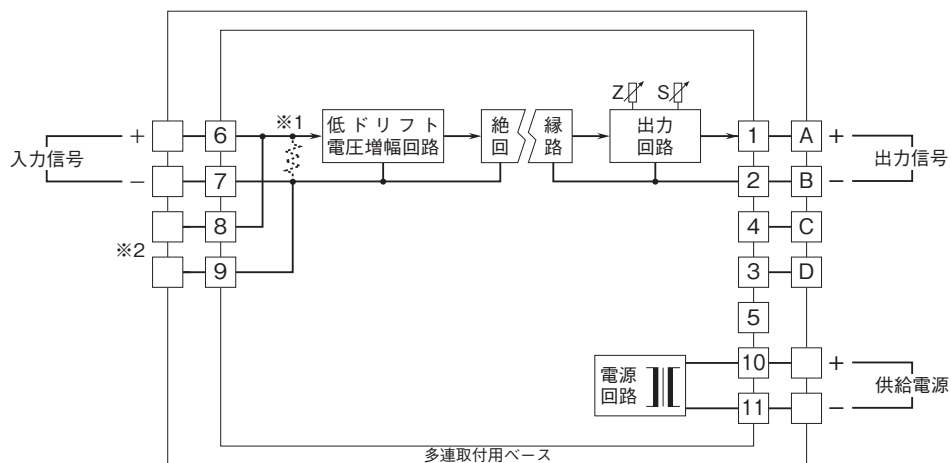 Z S
※1
低ドリフト
電圧増幅回路
絶
回
縁
路
出力
回路
+ 6 1 A +
入力信号
出力信号
− 7 2 B −
8 4 C
※2
9 3 D
5
電源
回路
10 +
供給電源
11 −
多連取付用ベース